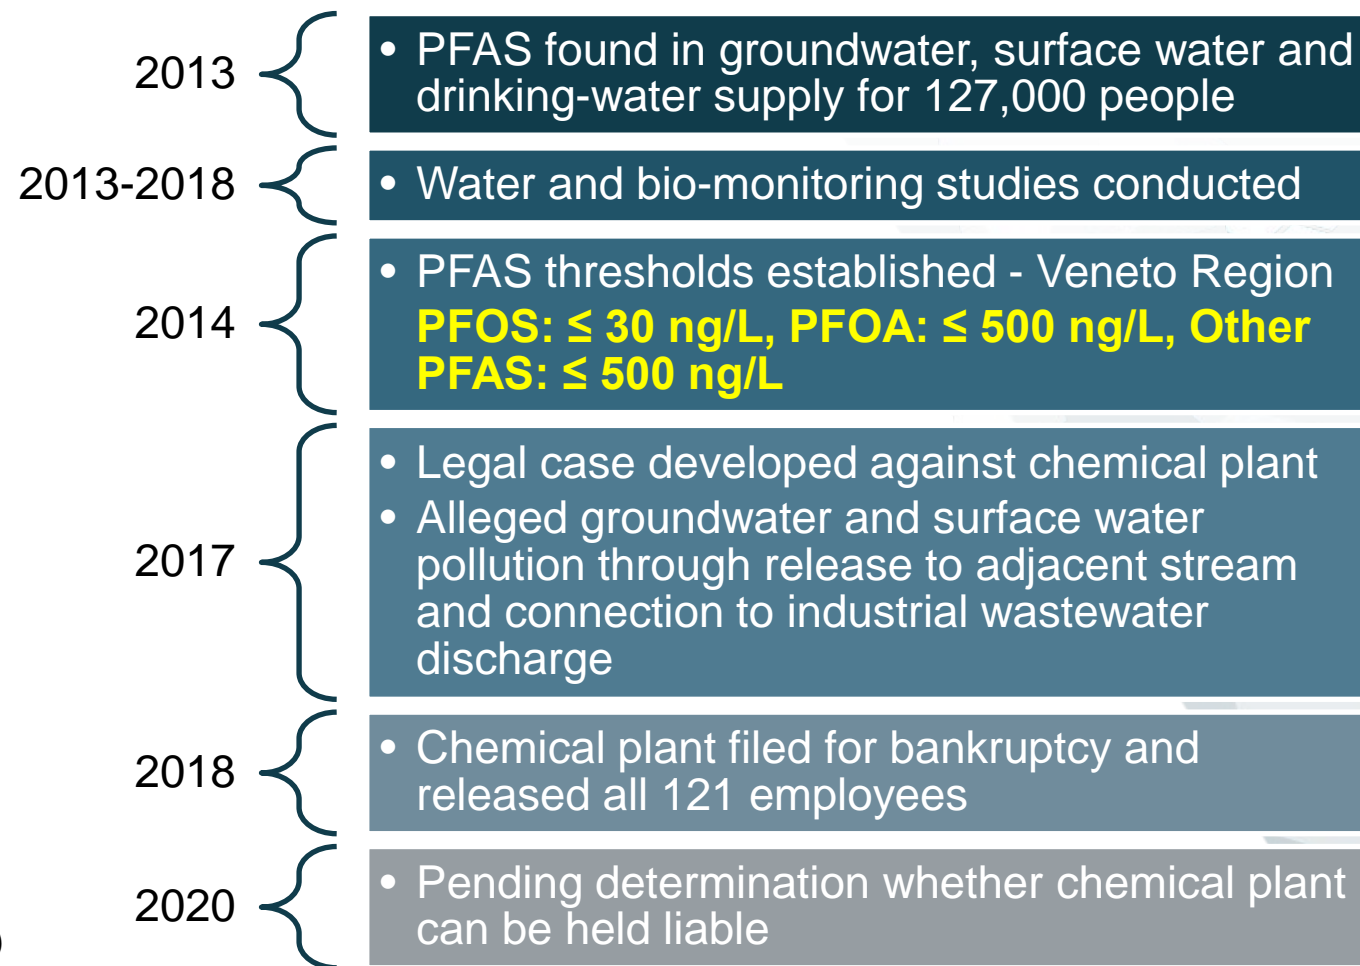 2013
• PFAS found in groundwater, surface water and
drinking-water supply for 127,000 people
2013-2018
• Water and bio-monitoring studies conducted
2014
• PFAS thresholds established - Veneto Region
PFOS: ≤ 30 ng/L, PFOA: ≤ 500 ng/L, Other
PFAS: ≤ 500 ng/L
2017
• Legal case developed against chemical plant
• Alleged groundwater and surface water
pollution through release to adjacent stream
and connection to industrial wastewater
discharge
2018
• Chemical plant filed for bankruptcy and
released all 121 employees
2020
• Pending determination whether chemical plant
can be held liable
)